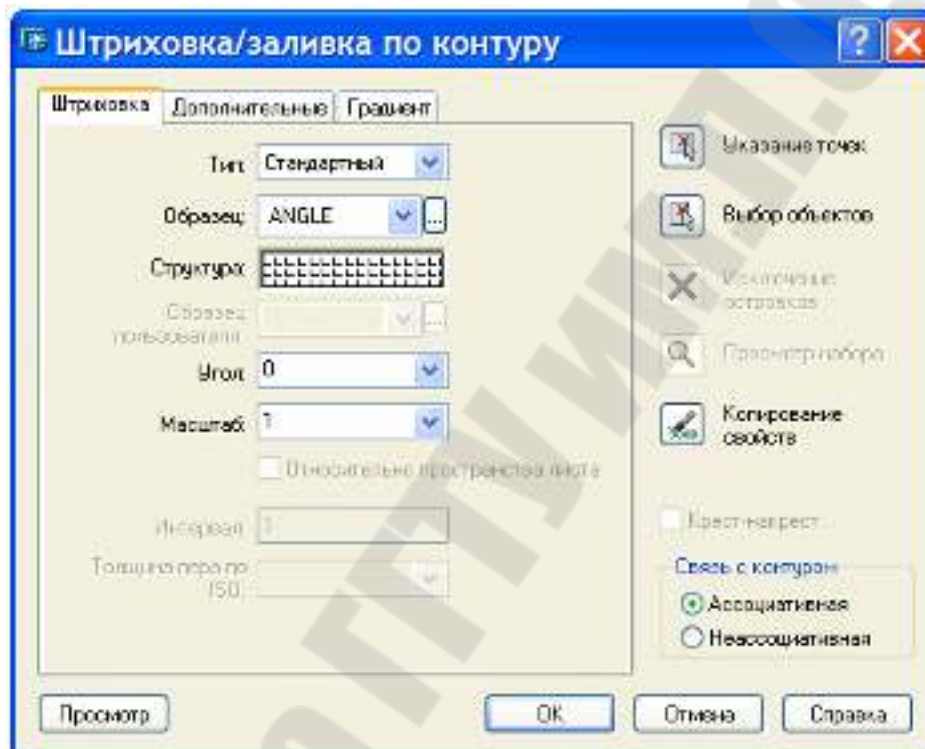 Штриховка/заливка по контуру
Штриховка Дополнительные Градиент
Тип: Стандартный
Образец: ANGLE ...
Структура:
Образец пользователя: ...
Угол: 0
Масштаб: 1
Относительно пространства листа
Интервал: 1
Толщина пера по ISO:
Указание точек
Выбор объектов
Исключение островков
Просмотр набора
Копирование свойств
Крест-накрест
Связь с контуром
Ассоциативная
Неассоциативная
Просмотр OK Отмена Справка